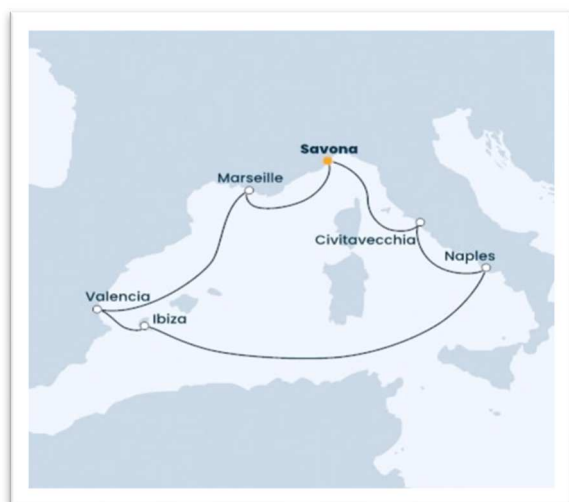 Savona
Marseille
Civitavecchia
Naples
Valencia
Ibiza